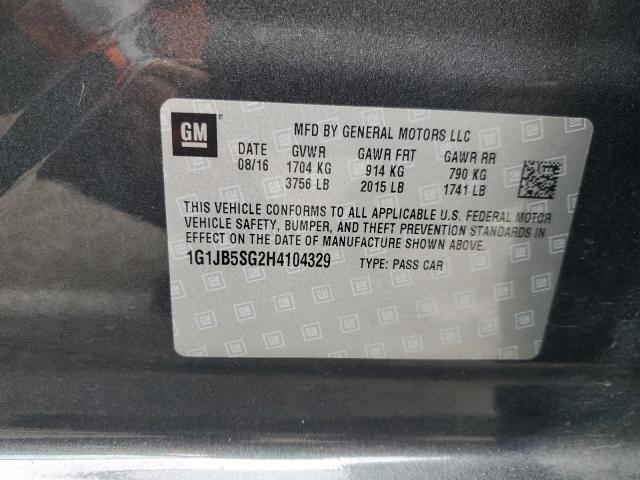 GM MFD BY GENERAL MOTORS LLC
DATE GVWR GAWR FRT GAWR RR
08/16 1704 KG 914 KG 790 KG
3756 LB 2015 LB 1741 LB
THIS VEHICLE CONFORMS TO ALL APPLICABLE U.S. FEDERAL MOTOR
VEHICLE SAFETY, BUMPER, AND THEFT PREVENTION STANDARDS IN
EFFECT ON THE DATE OF MANUFACTURE SHOWN ABOVE.
1G1JB5SG2H4104329 TYPE: PASS CAR